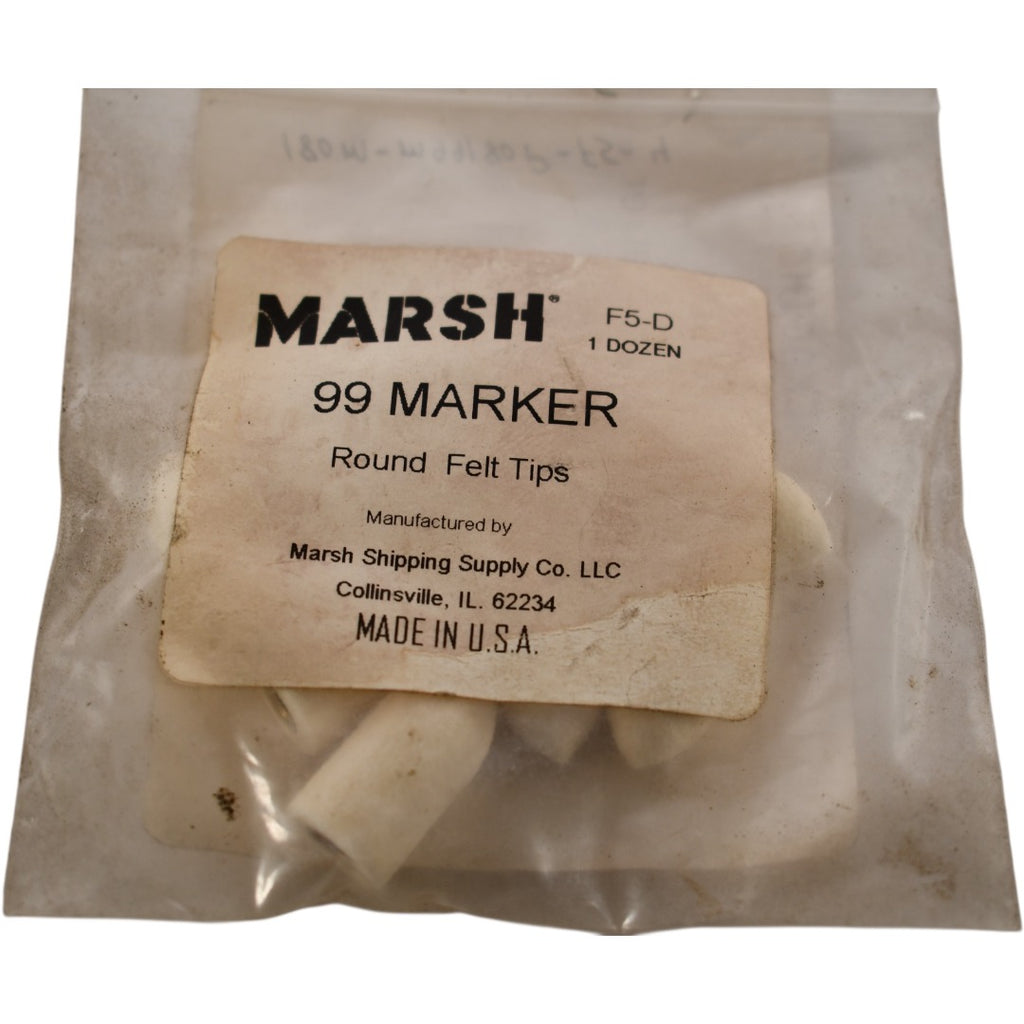 MARSH®
F5-D
1 DOZEN
99 MARKER
Round Felt Tips
Manufactured by
Marsh Shipping Supply Co. LLC
Collinsville, IL. 62234
MADE IN U.S.A.